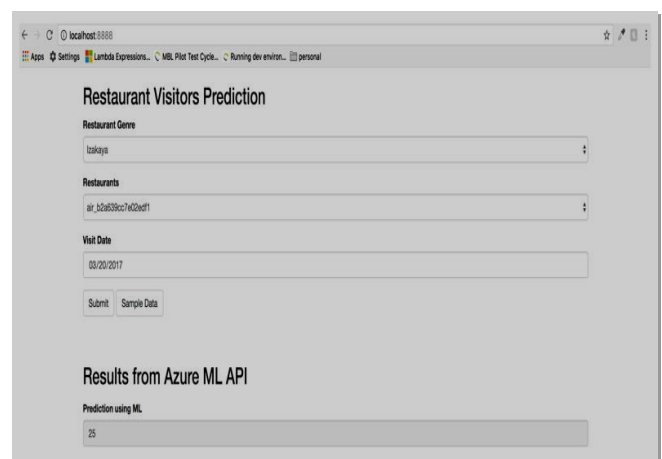 localhost:8888
Apps Settings Lambda Expressions... MBL Pilot Test Cycle... Running dev environ... personal
Restaurant Visitors Prediction
Restaurant Genre
Izakaya
Restaurants
air_b2a639cc7e02edf1
Visit Date
03/20/2017
Submit Sample Data
Results from Azure ML API
Prediction using ML
25